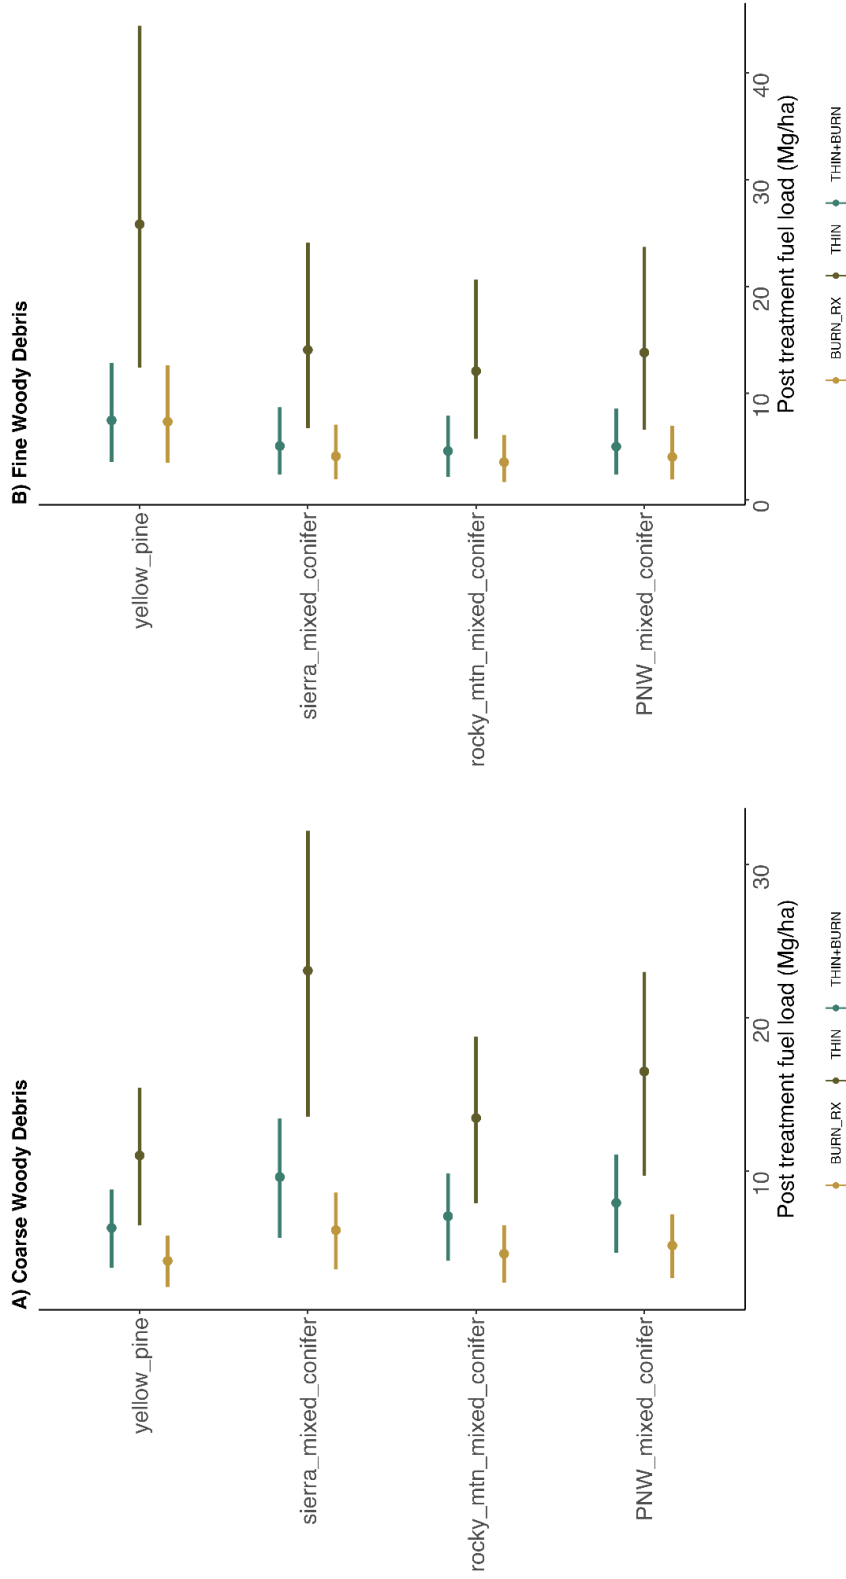 A) Coarse Woody Debris
yellow_pine
sierra_mixed_conifer
rocky_mtn_mixed_conifer
PNW_mixed_conifer
10 20 30
Post treatment fuel load (Mg/ha)
BURN_RX THIN THIN+BURN
B) Fine Woody Debris
yellow_pine
sierra_mixed_conifer
rocky_mtn_mixed_conifer
PNW_mixed_conifer
0 10 20 30 40
Post treatment fuel load (Mg/ha)
BURN_RX THIN THIN+BURN